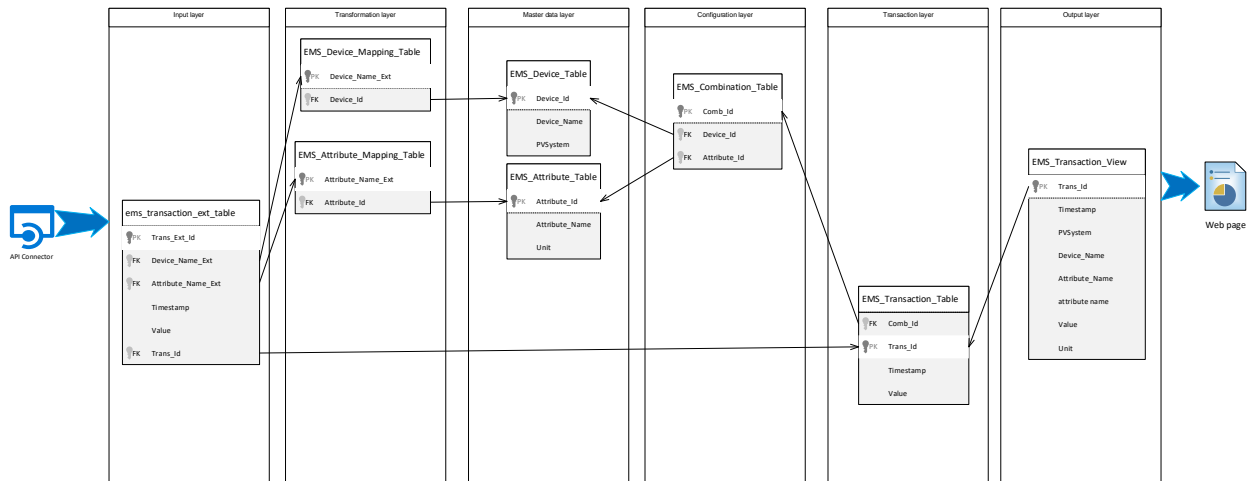 Input layer
Transformation layer
Master data layer
Configuration layer
Transaction layer
Output layer
API Connector
ems_transaction_ext_table
PK Trans_Ext_Id
FK Device_Name_Ext
FK Attribute_Name_Ext
Timestamp
Value
FK Trans_Id
EMS_Device_Mapping_Table
PK Device_Name_Ext
FK Device_Id
EMS_Attribute_Mapping_Table
PK Attribute_Name_Ext
FK Attribute_Id
EMS_Device_Table
PK Device_Id
Device_Name
PVSystem
EMS_Attribute_Table
PK Attribute_Id
Attribute_Name
Unit
EMS_Combination_Table
PK Comb_Id
FK Device_Id
FK Attribute_Id
EMS_Transaction_Table
FK Comb_Id
PK Trans_Id
Timestamp
Value
EMS_Transaction_View
PK Trans_Id
Timestamp
PVSystem
Device_Name
Attribute_Name
attribute name
Value
Unit
Web page